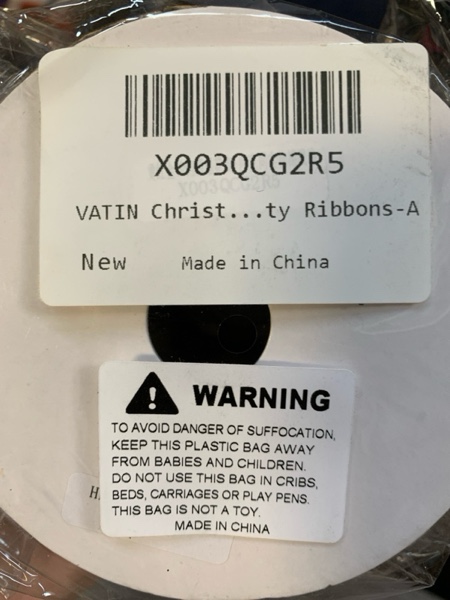 X003QCG2R5
X003QCG2R5
VATIN Christ...ty Ribbons-A
New Made in China
WARNING
TO AVOID DANGER OF SUFFOCATION,
KEEP THIS PLASTIC BAG AWAY
FROM BABIES AND CHILDREN.
DO NOT USE THIS BAG IN CRIBS,
BEDS, CARRIAGES OR PLAY PENS.
THIS BAG IS NOT A TOY.
MADE IN CHINA